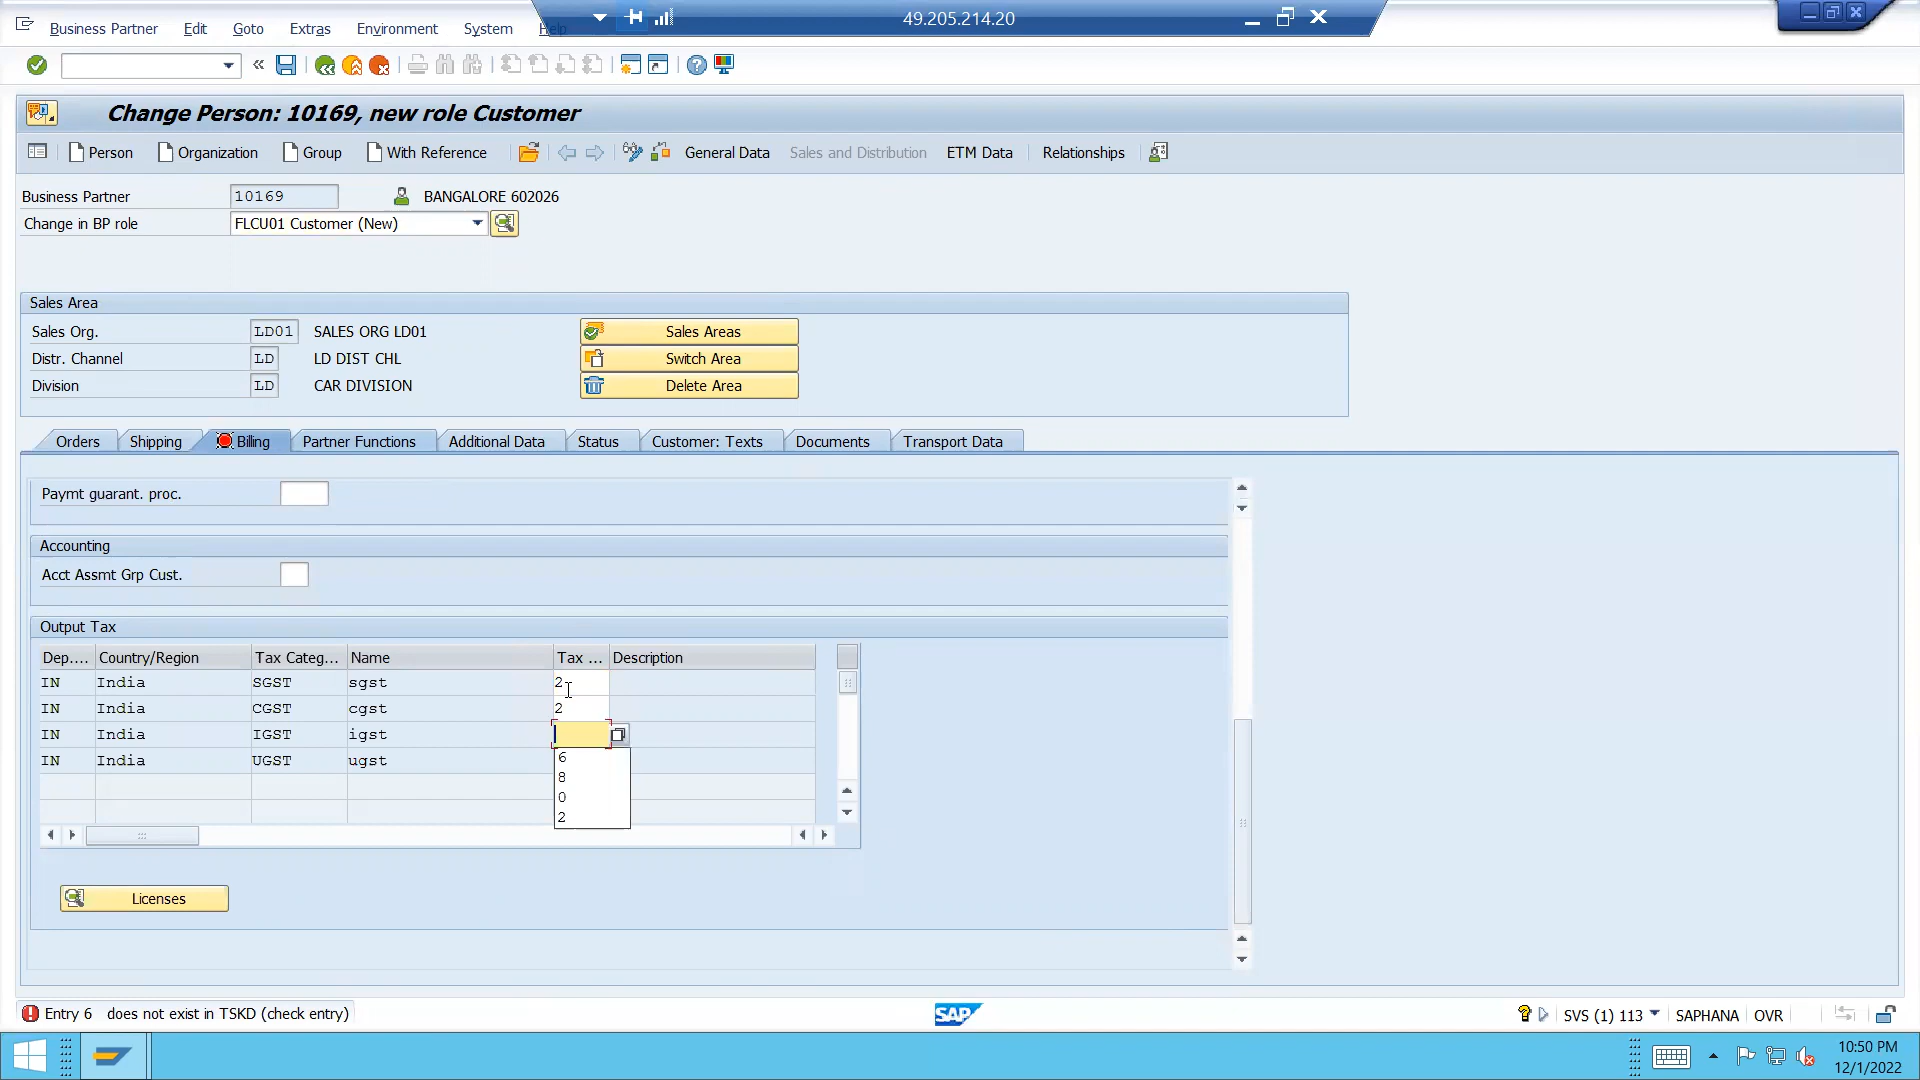 49.205.214.20
Business Partner Edit Goto Extras Environment System Help
Change Person: 10169, new role Customer
Person Organization Group With Reference General Data Sales and Distribution ETM Data Relationships
Business Partner 10169 BANGALORE 602026
Change in BP role FLCU01 Customer (New)
Sales Area
Sales Org. LD01 SALES ORG LD01 Sales Areas
Distr. Channel LD LD DIST CHL Switch Area
Division LD CAR DIVISION Delete Area
Orders Shipping Billing Partner Functions Additional Data Status Customer: Texts Documents Transport Data
Paymt guarant. proc.
Accounting
Acct Assmt Grp Cust.
Output Tax
Dep.... Country/Region Tax Categ... Name Tax ... Description
IN India SGST sgst 2
IN India CGST cgst 2
IN India IGST igst
IN India UGST ugst
6
8
0
2
Licenses
Entry 6 does not exist in TSKD (check entry) SAP SVS (1) 113 SAPHANA OVR
10:50 PM
12/1/2022